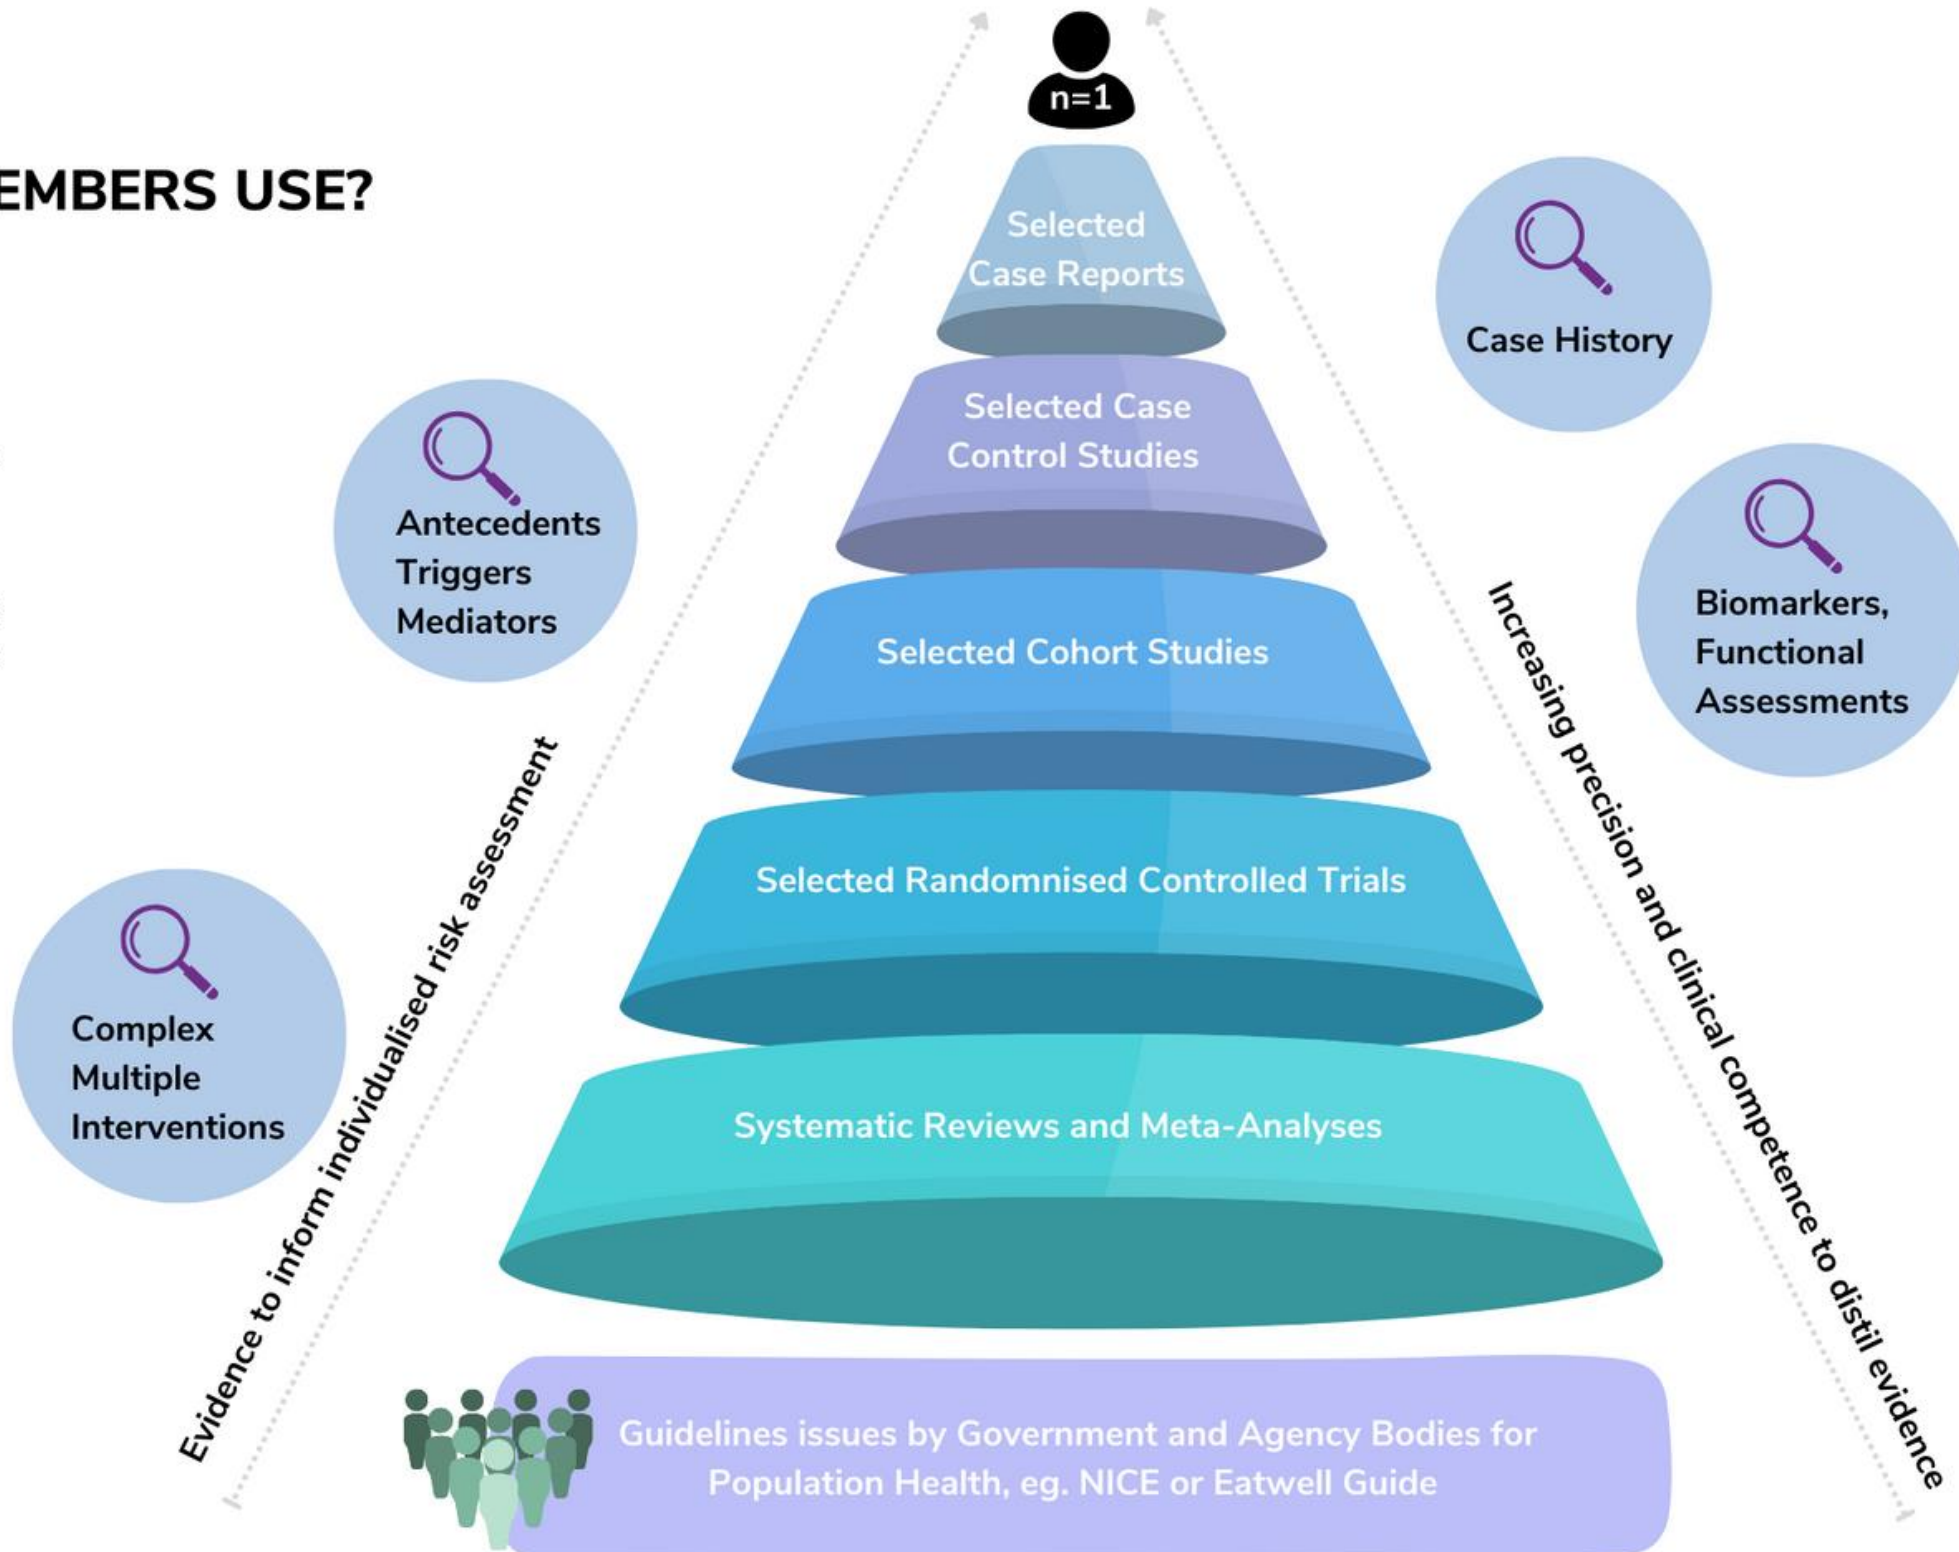 EMBERS USE?
n=1
Selected
Case Reports
Selected Case
Control Studies
Selected Cohort Studies
Selected Randomnised Controlled Trials
Systematic Reviews and Meta-Analyses
Guidelines issues by Government and Agency Bodies for
Population Health, eg. NICE or Eatwell Guide
Antecedents
Triggers
Mediators
Complex
Multiple
Interventions
Evidence to inform individualised risk assessment
Case History
Biomarkers,
Functional
Assessments
Increasing precision and clinical competence to distil evidence